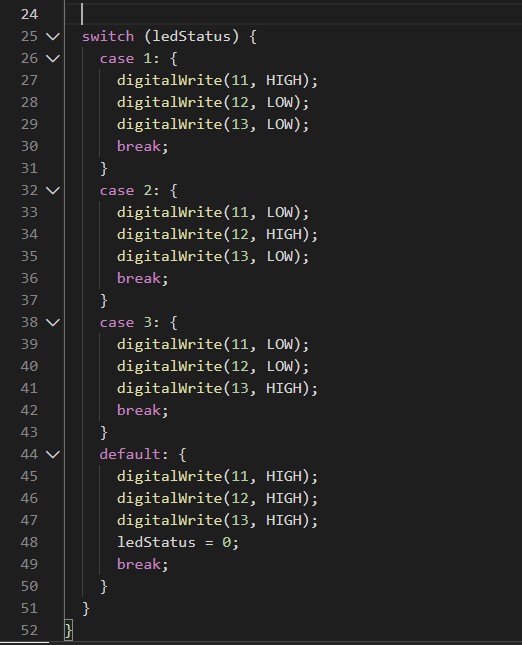 24
25 switch (ledStatus) {
26 case 1: {
27 digitalWrite(11, HIGH);
28 digitalWrite(12, LOW);
29 digitalWrite(13, LOW);
30 break;
31 }
32 case 2: {
33 digitalWrite(11, LOW);
34 digitalWrite(12, HIGH);
35 digitalWrite(13, LOW);
36 break;
37 }
38 case 3: {
39 digitalWrite(11, LOW);
40 digitalWrite(12, LOW);
41 digitalWrite(13, HIGH);
42 break;
43 }
44 default: {
45 digitalWrite(11, HIGH);
46 digitalWrite(12, HIGH);
47 digitalWrite(13, HIGH);
48 ledStatus = 0;
49 break;
50 }
51 }
52 }